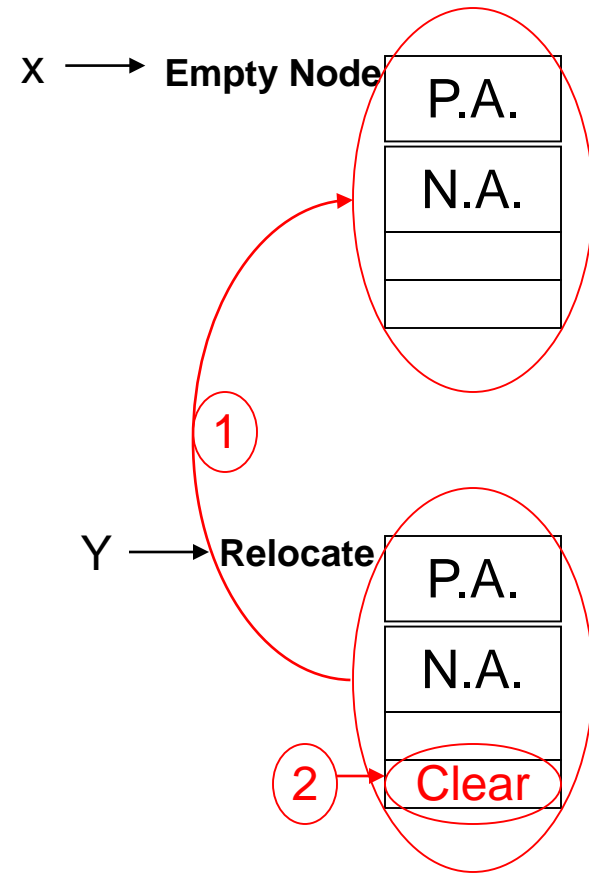 x Empty Node P.A.
N.A.
1
Y Relocate P.A.
N.A.
2 Clear